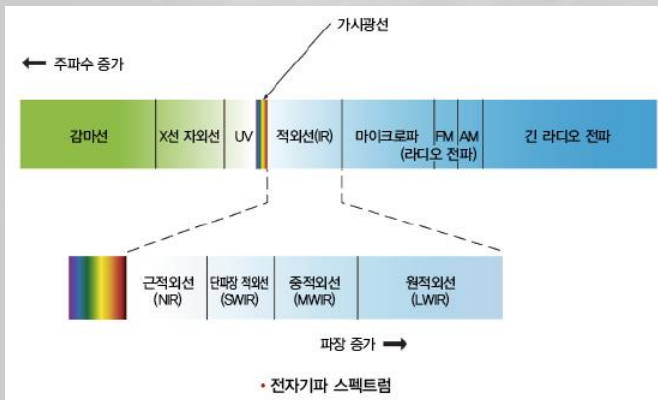 가시광선
← 주파수 증가
감마선 X선 자외선 UV 적외선(IR) 마이크로파 FM AM 긴 라디오 전파
(라디오 전파)
근적외선 단파장 적외선 중적외선 원적외선
(NIR) (SWIR) (MWIR) (LWIR)
파장 증가 →
• 전자기파 스펙트럼